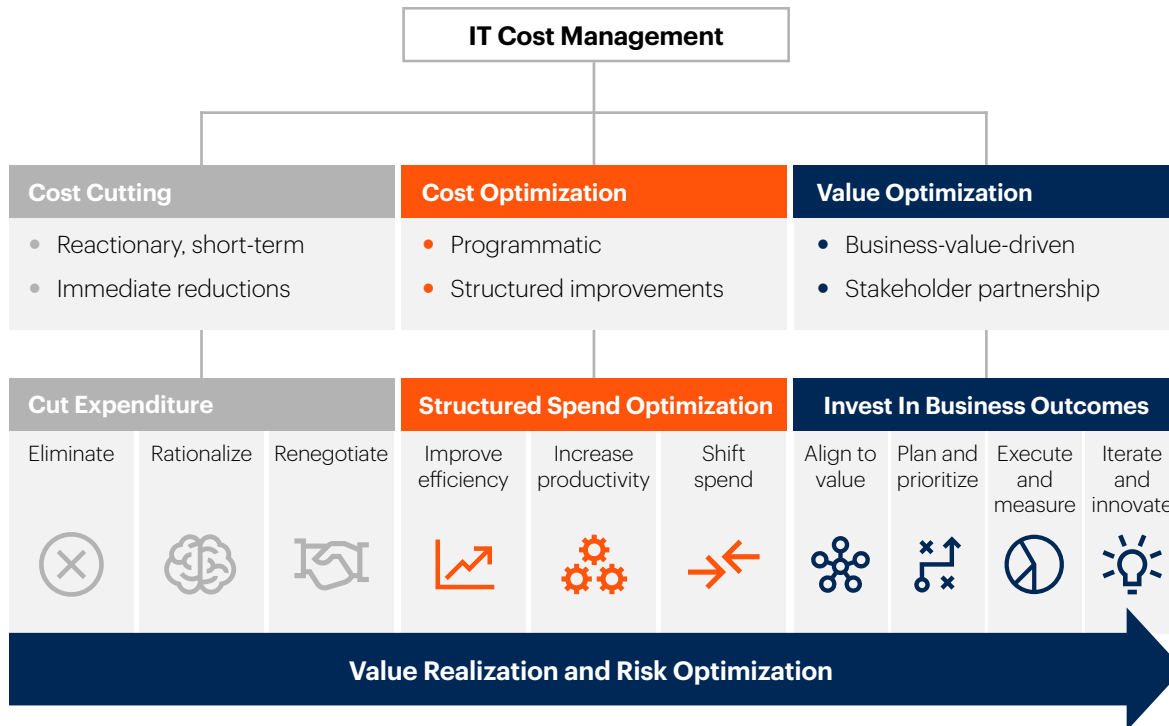 IT Cost Management
Cost Cutting
Reactionary, short-term
Immediate reductions
Cost Optimization
Programmatic
Structured improvements
Value Optimization
Business-value-driven
Stakeholder partnership
Cut Expenditure
Eliminate
Rationalize
Renegotiate
Structured Spend Optimization
Improve
efficiency
Increase
productivity
Shift
spend
Invest In Business Outcomes
Align to
value
Plan and
prioritize
Execute
and
measure
Iterate
and
innovate
Value Realization and Risk Optimization